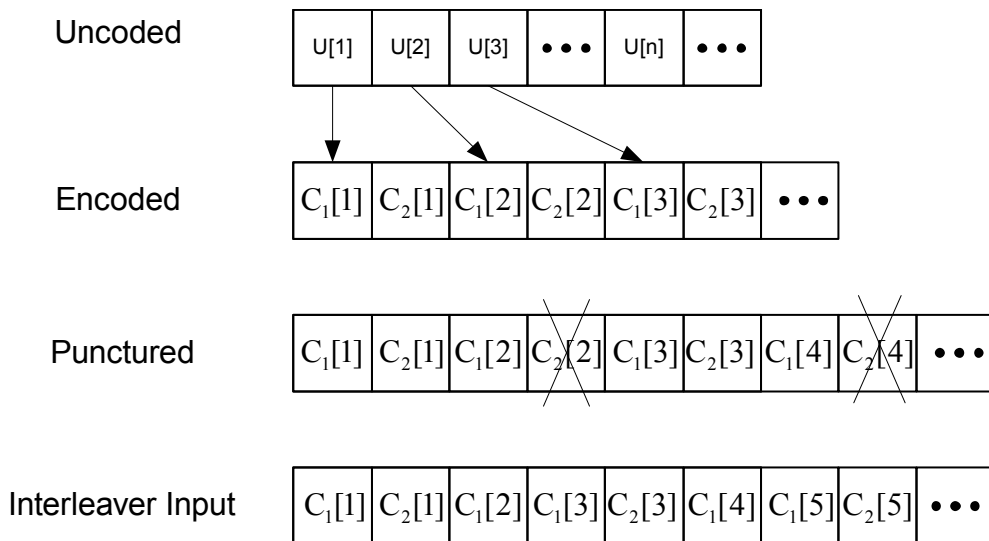 Uncoded U[1] U[2] U[3] ••• U[n] •••
Encoded C₁[1] C₂[1] C₁[2] C₂[2] C₁[3] C₂[3] •••
Punctured C₁[1] C₂[1] C₁[2] C₂[2] C₁[3] C₂[3] C₁[4] C₂[4] •••
Interleaver Input C₁[1] C₂[1] C₁[2] C₁[3] C₂[3] C₁[4] C₁[5] C₂[5] •••